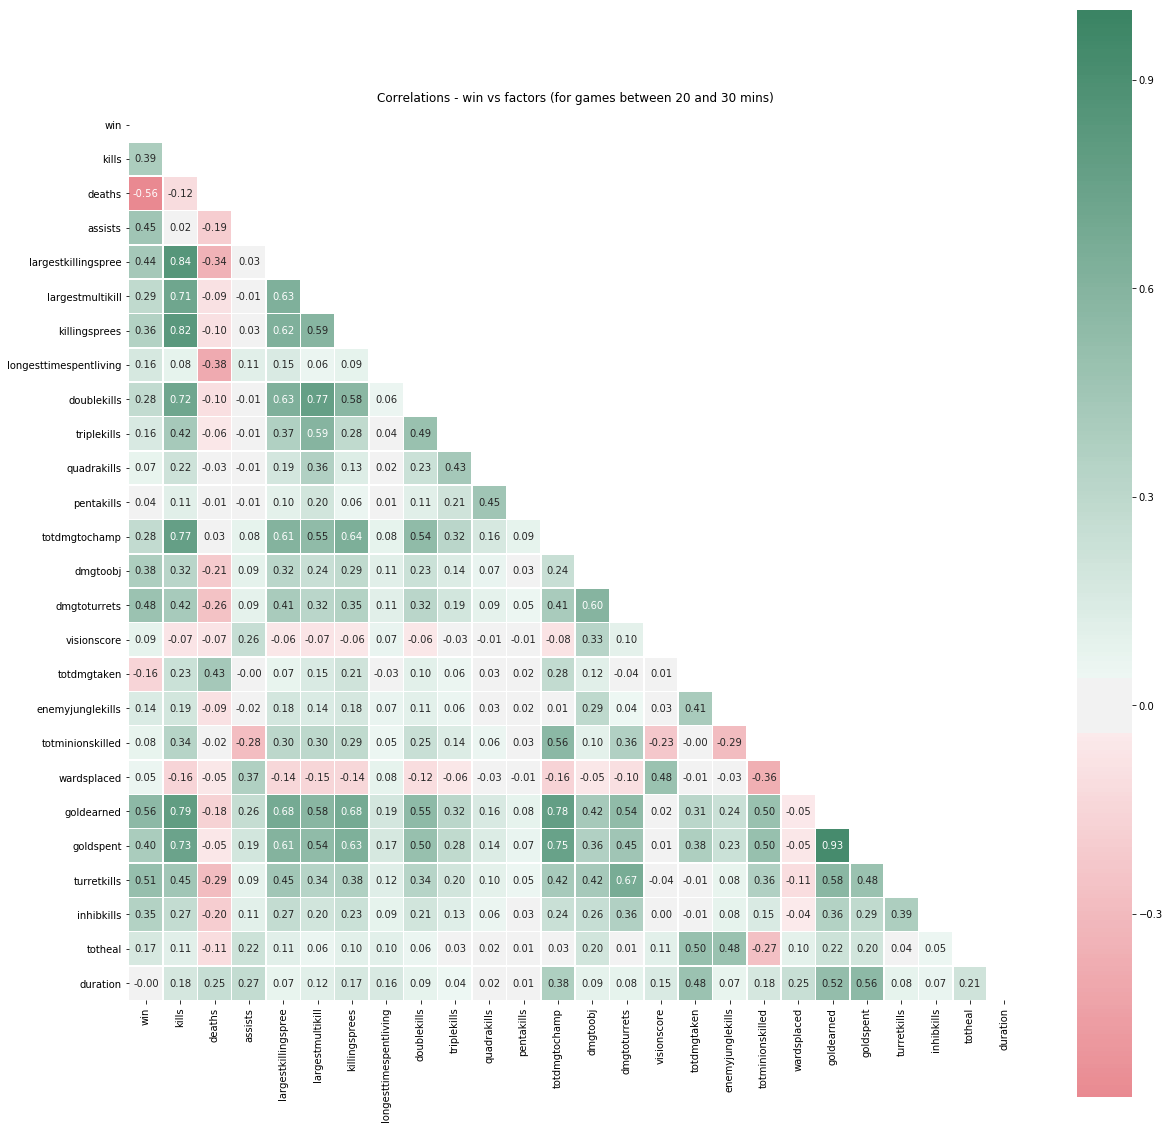 Correlations - win vs factors (for games between 20 and 30 mins)
win
kills 0.39
deaths -0.56 -0.12
assists 0.45 0.02 -0.19
largestkillingspree 0.44 0.84 -0.34 0.03
largestmultikill 0.29 0.71 -0.09 -0.01 0.63
killingsprees 0.36 0.82 -0.10 0.03 0.62 0.59
longesttimespentliving 0.16 0.08 -0.38 0.11 0.15 0.06 0.09
doublekills 0.28 0.72 -0.10 -0.01 0.63 0.77 0.58 0.06
triplekills 0.16 0.42 -0.06 -0.01 0.37 0.59 0.28 0.04 0.49
quadrakills 0.07 0.22 -0.03 -0.01 0.19 0.36 0.13 0.02 0.23 0.43
pentakills 0.04 0.11 -0.01 -0.01 0.10 0.20 0.06 0.01 0.11 0.21 0.45
totdmgtochamp 0.28 0.77 0.03 0.08 0.61 0.55 0.64 0.08 0.54 0.32 0.16 0.09
dmgtoobj 0.38 0.32 -0.21 0.09 0.32 0.24 0.29 0.11 0.23 0.14 0.07 0.03 0.24
dmgtoturrets 0.48 0.42 -0.26 0.09 0.41 0.32 0.35 0.11 0.32 0.19 0.09 0.05 0.41 0.60
visionscore 0.09 -0.07 -0.07 0.26 -0.06 -0.07 -0.06 0.07 -0.06 -0.03 -0.01 -0.01 -0.08 0.33 0.10
totdmgtaken -0.16 0.23 0.43 -0.00 0.07 0.15 0.21 -0.03 0.10 0.06 0.03 0.02 0.28 0.12 -0.04 0.01
enemyjunglekills 0.14 0.19 -0.09 -0.02 0.18 0.14 0.18 0.07 0.11 0.06 0.03 0.02 0.01 0.29 0.04 0.03 0.41
totminionskilled 0.08 0.34 -0.02 -0.28 0.30 0.30 0.29 0.05 0.25 0.14 0.06 0.03 0.56 0.10 0.36 -0.23 -0.00 -0.29
wardsplaced 0.05 -0.16 -0.05 0.37 -0.14 -0.15 -0.14 0.08 -0.12 -0.06 -0.03 -0.01 -0.16 -0.05 -0.10 0.48 -0.01 -0.03 -0.36
goldearned 0.56 0.79 -0.18 0.26 0.68 0.58 0.68 0.19 0.55 0.32 0.16 0.08 0.78 0.42 0.54 0.02 0.31 0.24 0.50 -0.05
goldspent 0.40 0.73 -0.05 0.19 0.61 0.54 0.63 0.17 0.50 0.28 0.14 0.07 0.75 0.36 0.45 0.01 0.38 0.23 0.50 -0.05 0.93
turretkills 0.51 0.45 -0.29 0.09 0.45 0.34 0.38 0.12 0.34 0.20 0.10 0.05 0.42 0.42 0.67 -0.04 -0.01 0.08 0.36 -0.11 0.58 0.48
inhibkills 0.35 0.27 -0.20 0.11 0.27 0.20 0.23 0.09 0.21 0.13 0.06 0.03 0.24 0.26 0.36 0.00 -0.01 0.08 0.15 -0.04 0.36 0.29 0.39
totheal 0.17 0.11 -0.11 0.22 0.11 0.06 0.10 0.10 0.06 0.03 0.02 0.01 0.03 0.20 0.01 0.11 0.50 0.48 -0.27 0.10 0.22 0.20 0.04 0.05
duration -0.00 0.18 0.25 0.27 0.07 0.12 0.17 0.16 0.09 0.04 0.02 0.01 0.38 0.09 0.08 0.15 0.48 0.07 0.18 0.25 0.52 0.56 0.08 0.07 0.21
win kills deaths assists largestkillingspree largestmultikill killingsprees longesttimespentliving doublekills triplekills quadrakills pentakills totdmgtochamp dmgtoobj dmgtoturrets visionscore totdmgtaken enemyjunglekills totminionskilled wardsplaced goldearned goldspent turretkills inhibkills totheal duration
0.9
0.6
0.3
0.0
−0.3